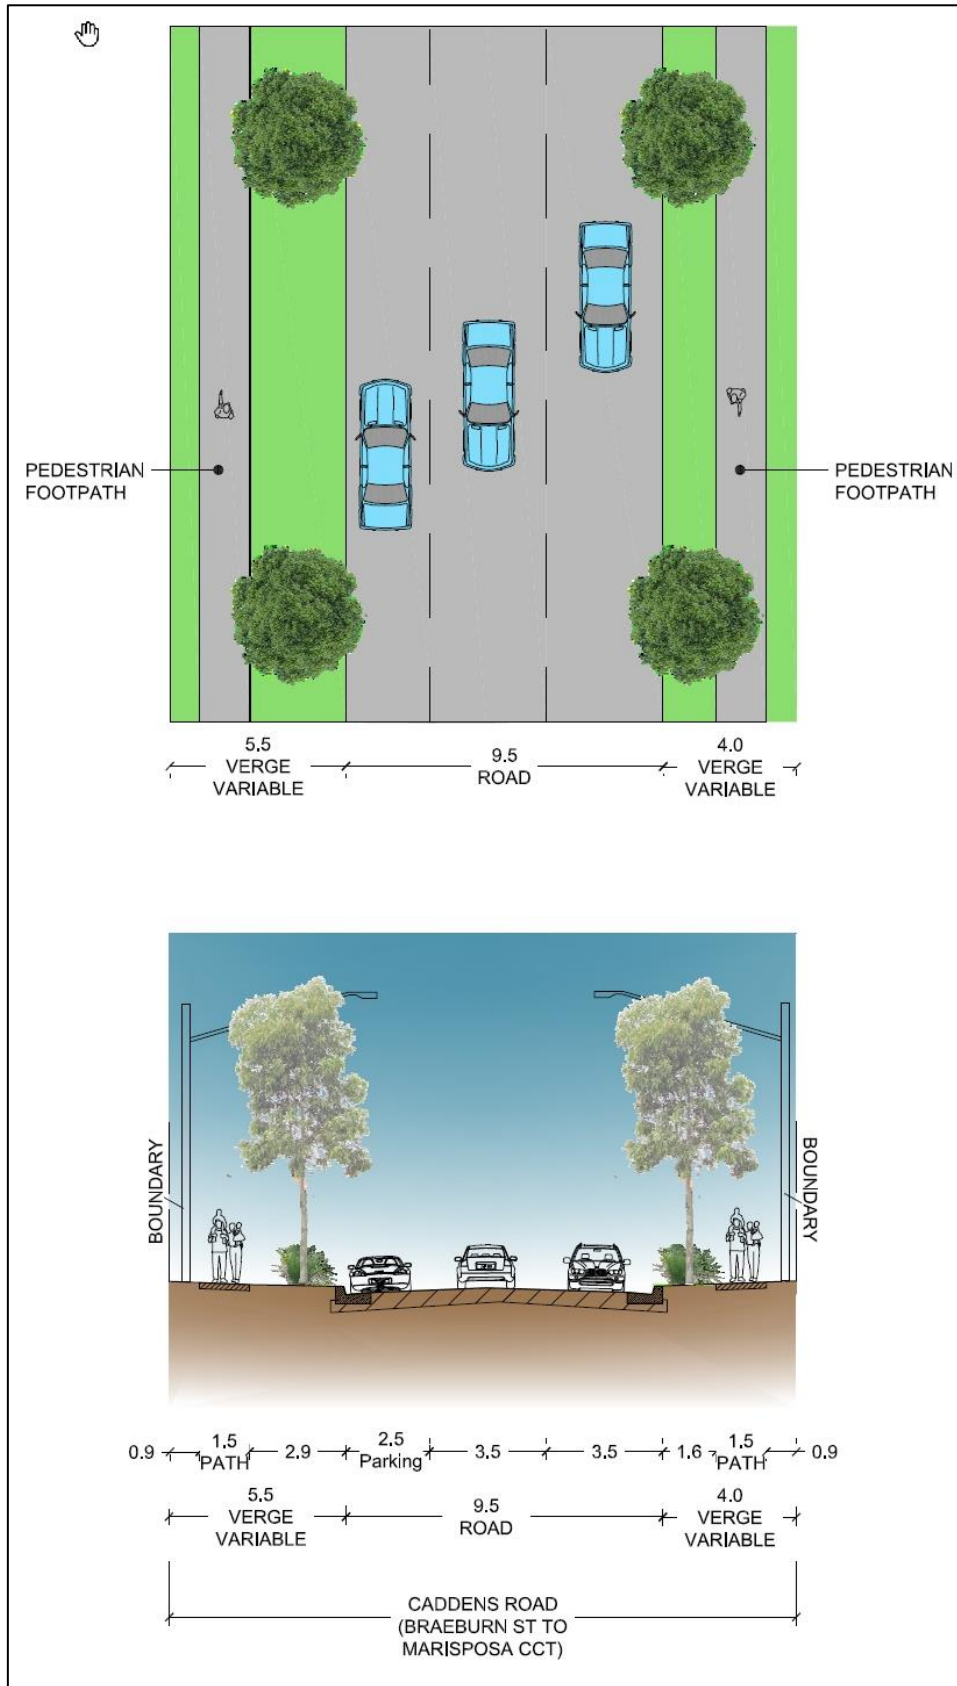 PEDESTRIAN
FOOTPATH
PEDESTRIAN
FOOTPATH
5.5
VERGE
VARIABLE
9.5
ROAD
4.0
VERGE
VARIABLE
BOUNDARY
BOUNDARY
0.9
1.5
PATH
2.9
2.5
Parking
3.5
3.5
1.6
1.5
PATH
0.9
5.5
VERGE
VARIABLE
9.5
ROAD
4.0
VERGE
VARIABLE
CADDENS ROAD
(BRAEBURN ST TO
MARISPOSA CCT)